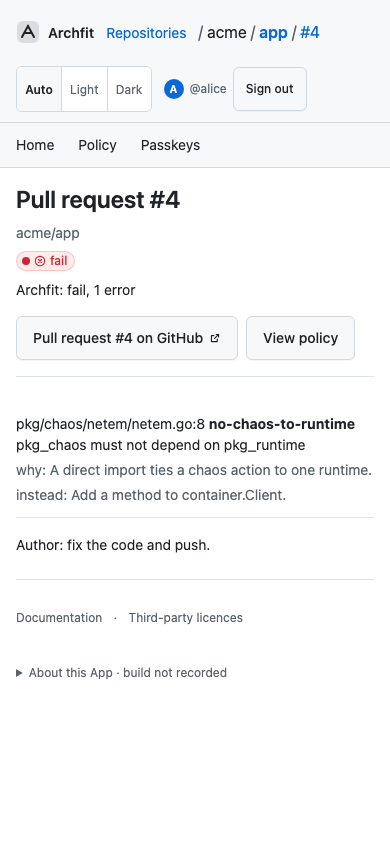 Archfit Repositories / acme / app / #4
Auto Light Dark A @alice Sign out
Home Policy Passkeys
Pull request #4
acme/app
fail
Archfit: fail, 1 error
Pull request #4 on GitHub View policy
pkg/chaos/netem/netem.go:8 no-chaos-to-runtime
pkg_chaos must not depend on pkg_runtime
why: A direct import ties a chaos action to one runtime.
instead: Add a method to container.Client.
Author: fix the code and push.
Documentation · Third-party licences
About this App · build not recorded